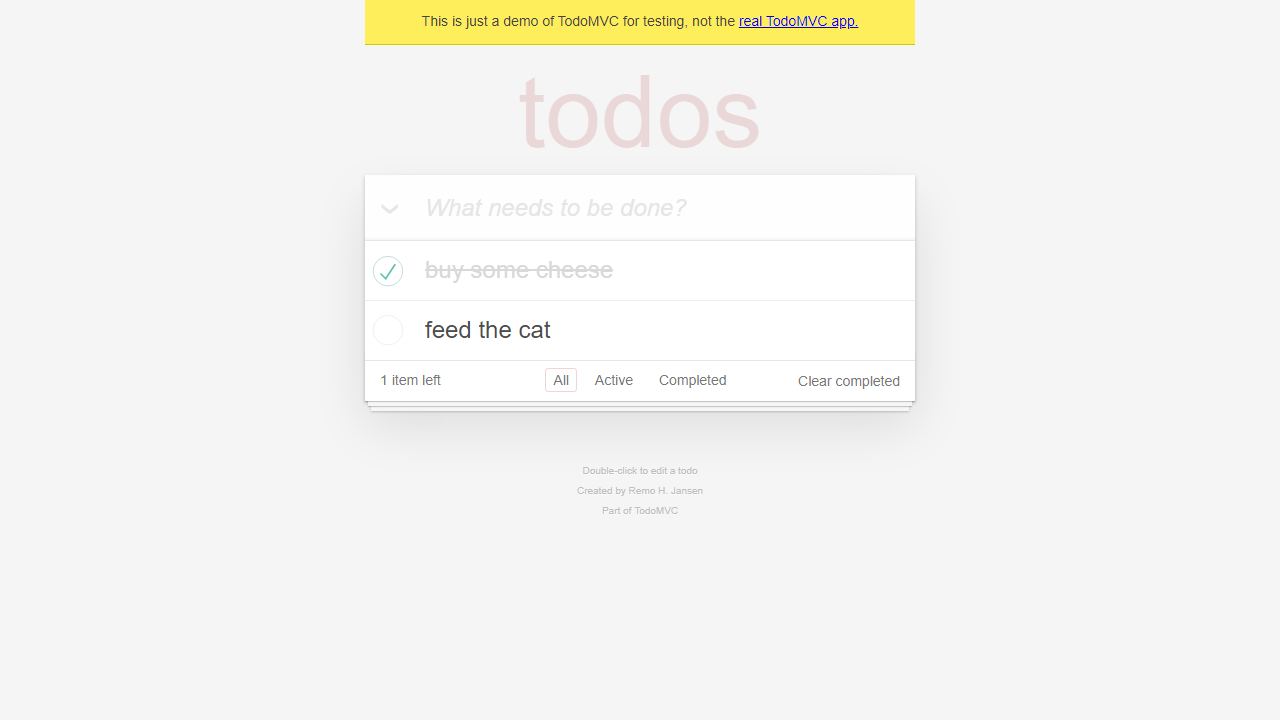 This is just a demo of TodoMVC for testing, not the real TodoMVC app.
todos
What needs to be done?
buy some cheese
feed the cat
1 item left All Active Completed Clear completed
Double-click to edit a todo
Created by Remo H. Jansen
Part of TodoMVC